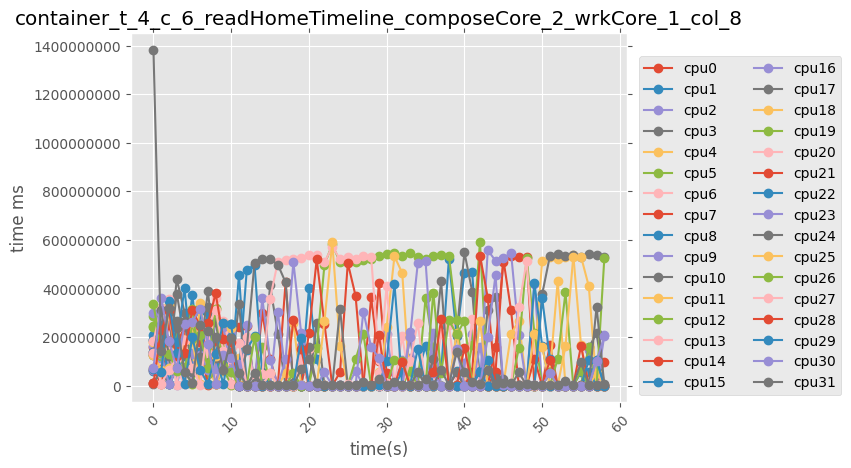 container_t_4_c_6_readHomeTimeline_composeCore_2_wrkCore_1_col_8
1400000000
1200000000
1000000000
800000000
600000000
400000000
200000000
0
time ms
0
10
20
30
40
50
60
time(s)
cpu0
cpu1
cpu2
cpu3
cpu4
cpu5
cpu6
cpu7
cpu8
cpu9
cpu10
cpu11
cpu12
cpu13
cpu14
cpu15
cpu16
cpu17
cpu18
cpu19
cpu20
cpu21
cpu22
cpu23
cpu24
cpu25
cpu26
cpu27
cpu28
cpu29
cpu30
cpu31